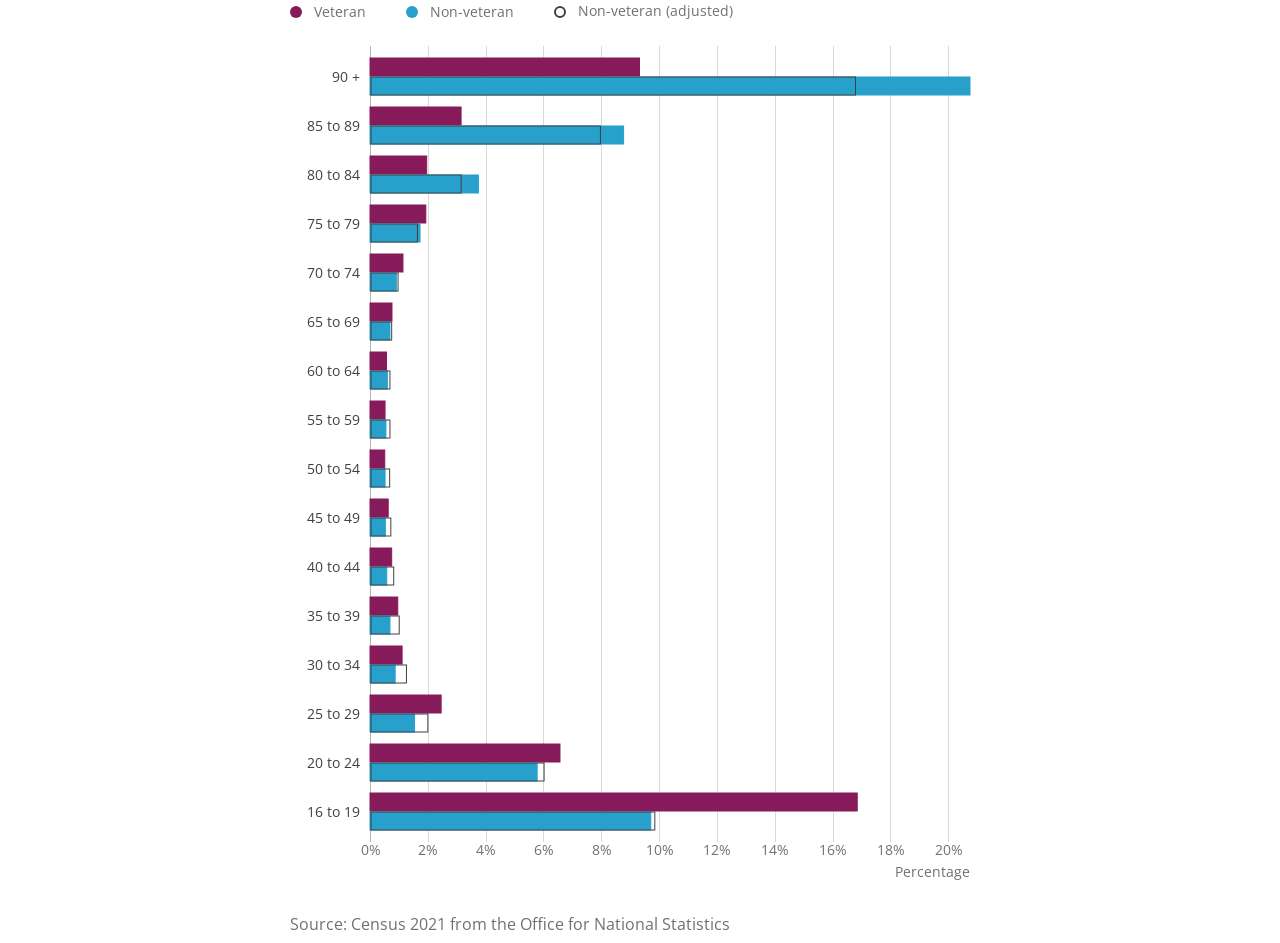 Veteran Non-veteran Non-veteran (adjusted)
90 +
85 to 89
80 to 84
75 to 79
70 to 74
65 to 69
60 to 64
55 to 59
50 to 54
45 to 49
40 to 44
35 to 39
30 to 34
25 to 29
20 to 24
16 to 19
0% 2% 4% 6% 8% 10% 12% 14% 16% 18% 20%
Percentage
Source: Census 2021 from the Office for National Statistics